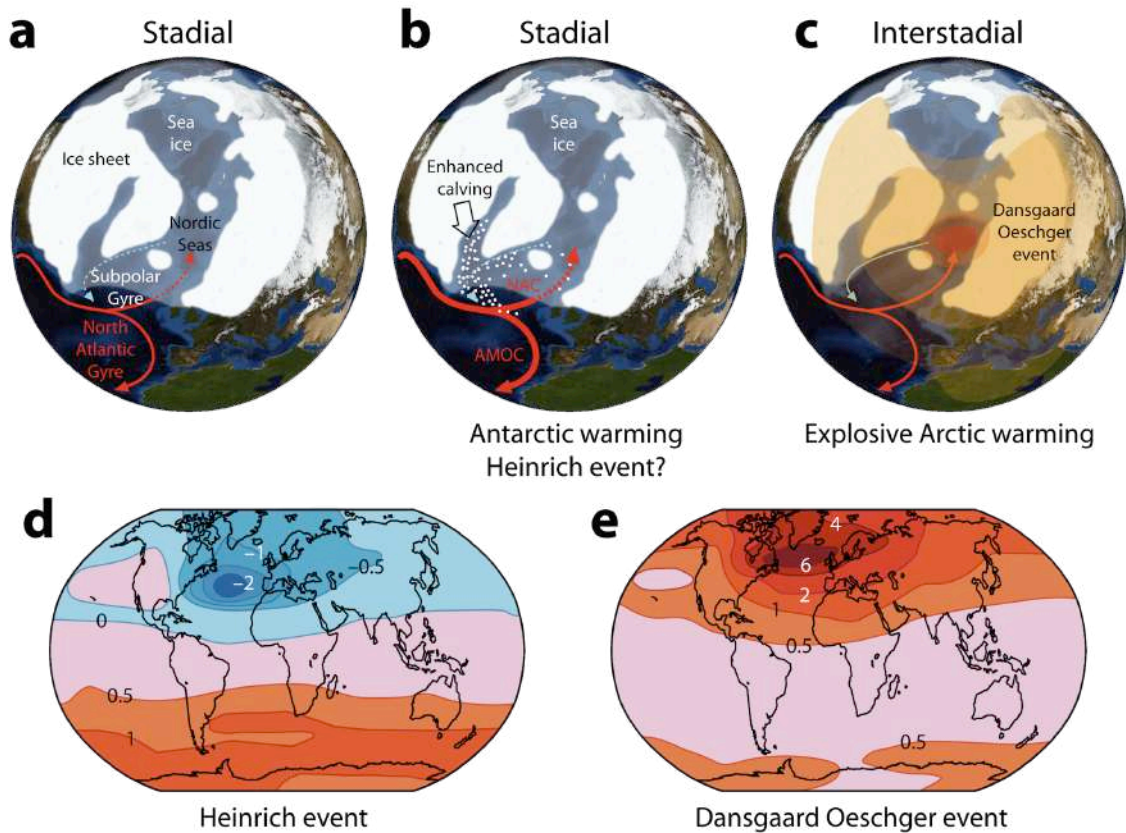 a
Stadial
Sea
ice
Ice sheet
Nordic
Seas
Subpolar
Gyre
North
Atlantic
Gyre
b
Stadial
Sea
ice
Enhanced
calving
NAC
AMOC
Antarctic warming
Heinrich event?
c
Interstadial
Dansgaard
Oeschger
event
Explosive Arctic warming
d
−1
−0.5
−2
0
0.5
1
Heinrich event
e
4
6
2
1
0.5
0.5
Dansgaard Oeschger event